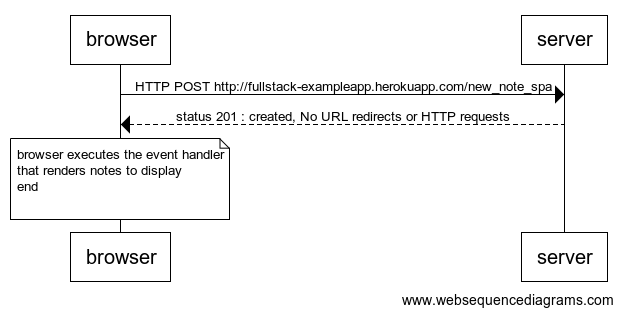 browser
server
HTTP POST http://fullstack-exampleapp.herokuapp.com/new_note_spa
status 201 : created, No URL redirects or HTTP requests
browser executes the event handler
that renders notes to display
end
browser
server
www.websequencediagrams.com